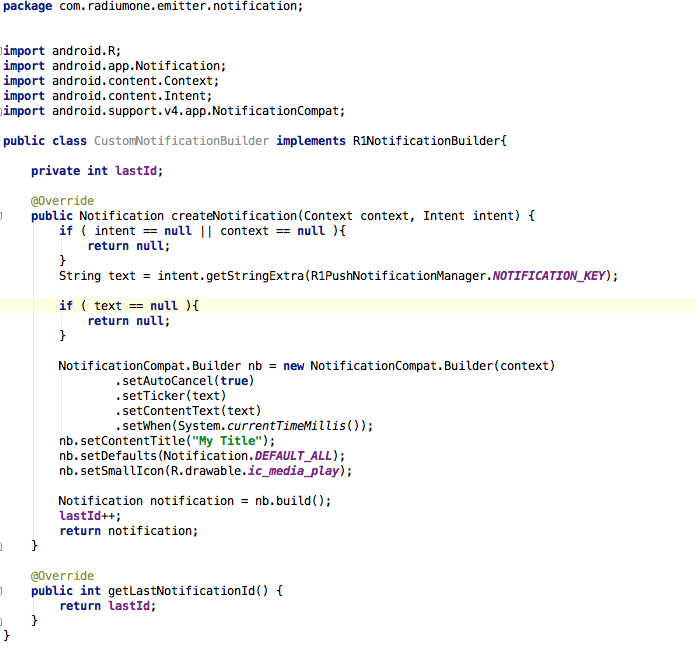 package com.radiumone.emitter.notification;
import android.R;
import android.app.Notification;
import android.content.Context;
import android.content.Intent;
import android.support.v4.app.NotificationCompat;
public class CustomNotificationBuilder implements R1NotificationBuilder{
private int lastId;
@Override
public Notification createNotification(Context context, Intent intent) {
if ( intent == null || context == null ){
return null;
}
String text = intent.getStringExtra(R1PushNotificationManager.NOTIFICATION_KEY);
if ( text == null ){
return null;
}
NotificationCompat.Builder nb = new NotificationCompat.Builder(context)
.setAutoCancel(true)
.setTicker(text)
.setContentText(text)
.setWhen(System.currentTimeMillis());
nb.setContentTitle("My Title");
nb.setDefaults(Notification.DEFAULT_ALL);
nb.setSmallIcon(R.drawable.ic_media_play);
Notification notification = nb.build();
lastId++;
return notification;
}
@Override
public int getLastNotificationId() {
return lastId;
}
}